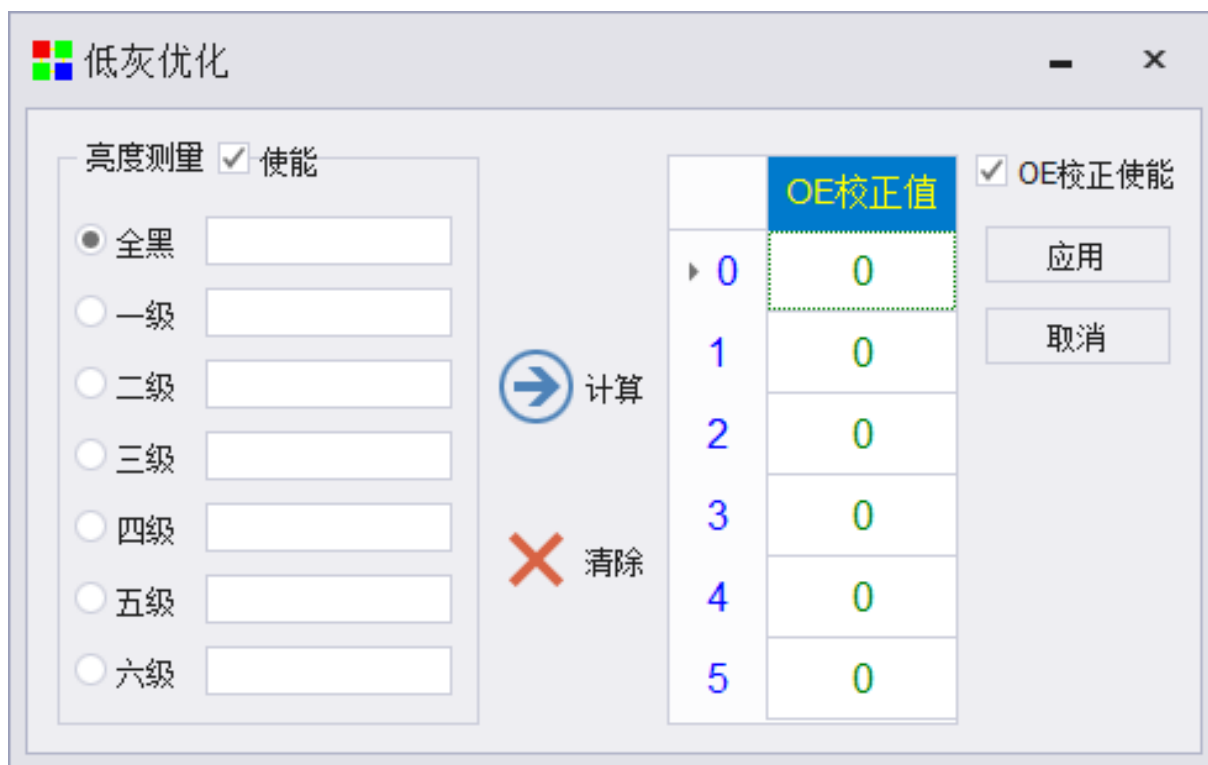 低灰优化
亮度测量 使能
全黑
一级
二级
三级
四级
五级
六级
计算
清除
OE校正值
0 0
1 0
2 0
3 0
4 0
5 0
OE校正使能
应用
取消